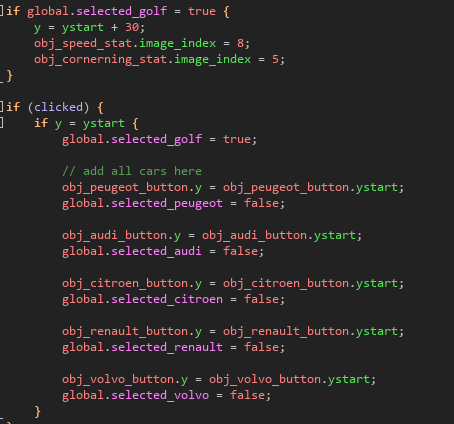 if global.selected_golf = true {
y = ystart + 30;
obj_speed_stat.image_index = 8;
obj_cornerning_stat.image_index = 5;
}
if (clicked) {
if y = ystart {
global.selected_golf = true;
// add all cars here
obj_peugeot_button.y = obj_peugeot_button.ystart;
global.selected_peugeot = false;
obj_audi_button.y = obj_audi_button.ystart;
global.selected_audi = false;
obj_citroen_button.y = obj_citroen_button.ystart;
global.selected_citroen = false;
obj_renault_button.y = obj_renault_button.ystart;
global.selected_renault = false;
obj_volvo_button.y = obj_volvo_button.ystart;
global.selected_volvo = false;
}
}